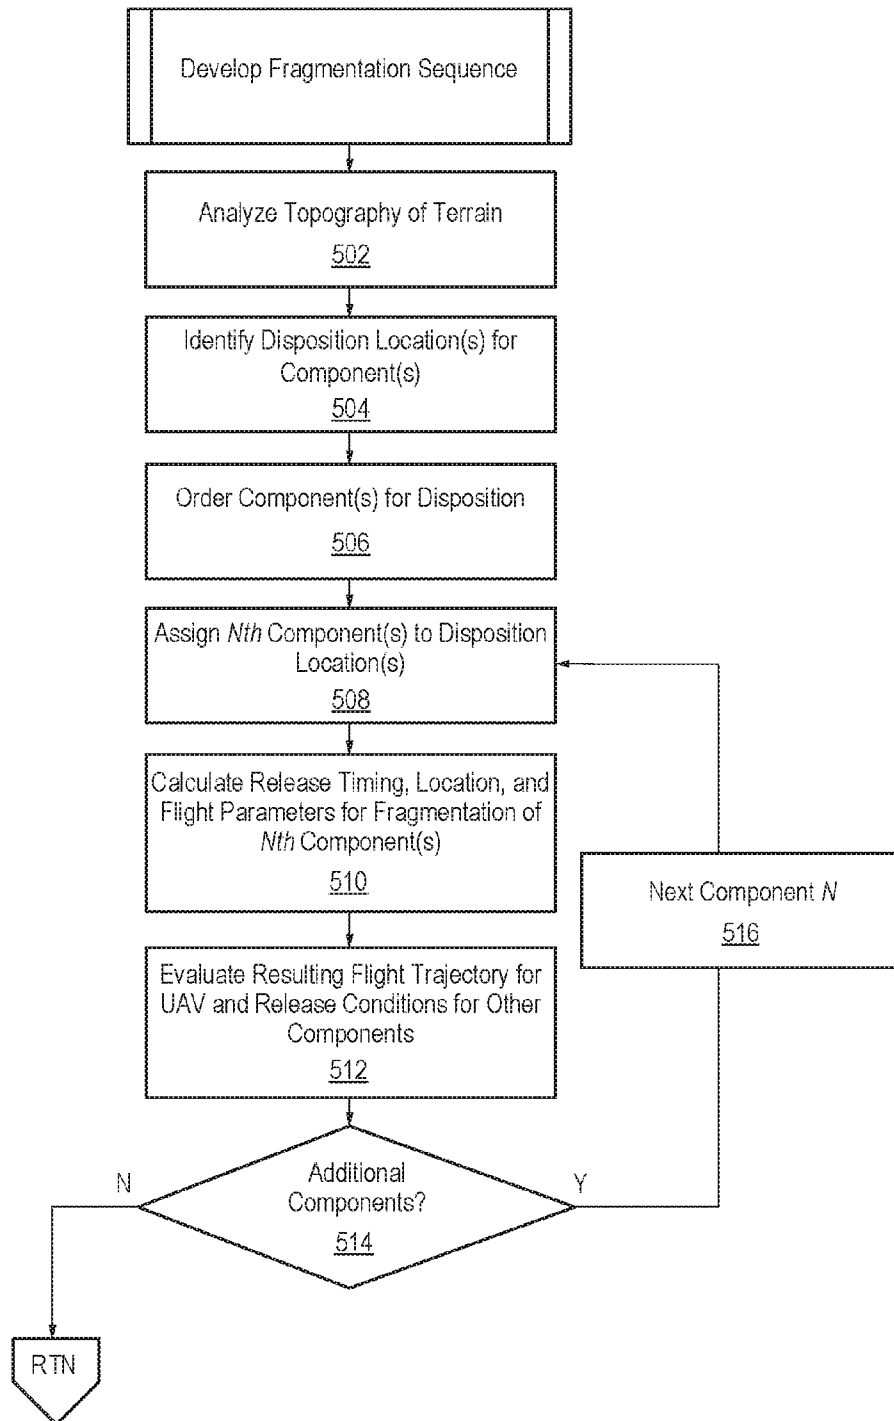 Develop Fragmentation Sequence
Analyze Topography of Terrain
502
Identify Disposition Location(s) for
Component(s)
504
Order Component(s) for Disposition
506
Assign Nth Component(s) to Disposition
Location(s)
508
Calculate Release Timing, Location, and
Flight Parameters for Fragmentation of
Nth Component(s)
510
Next Component N
516
Evaluate Resulting Flight Trajectory for
UAV and Release Conditions for Other
Components
512
N
Additional
Components?
514
Y
RTN